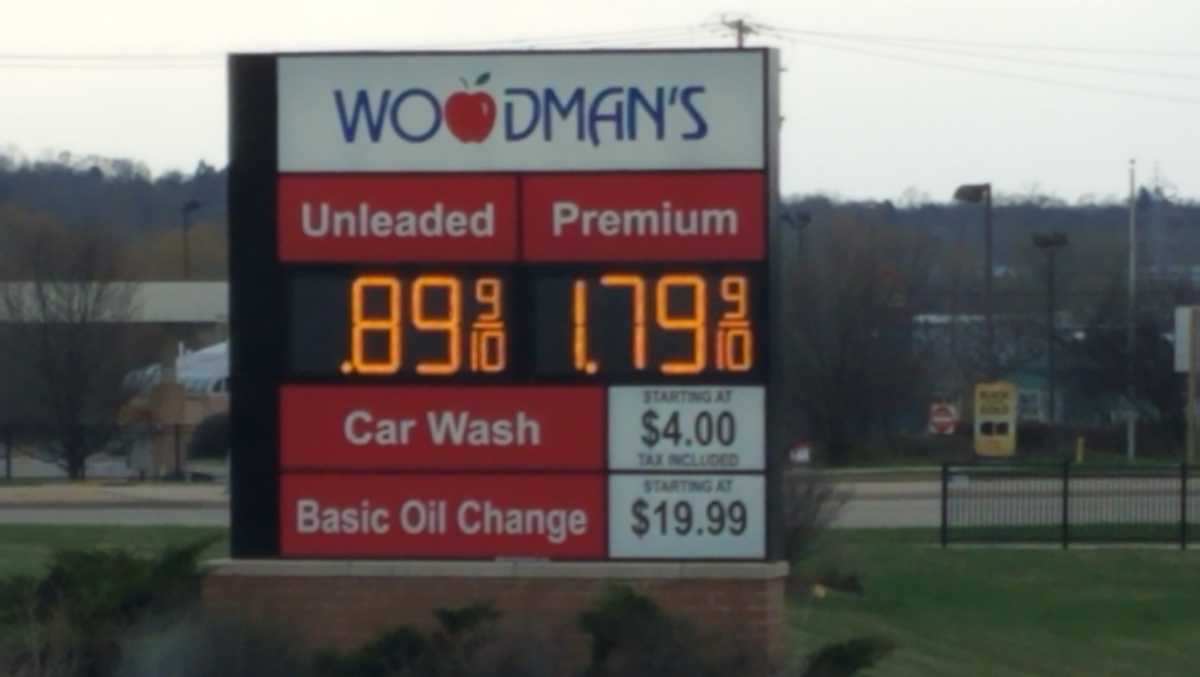 WOODMAN'S
Unleaded Premium
.89 9/10 1.79 9/10
Car Wash
STARTING AT
$4.00
TAX INCLUDED
Basic Oil Change
STARTING AT
$19.99